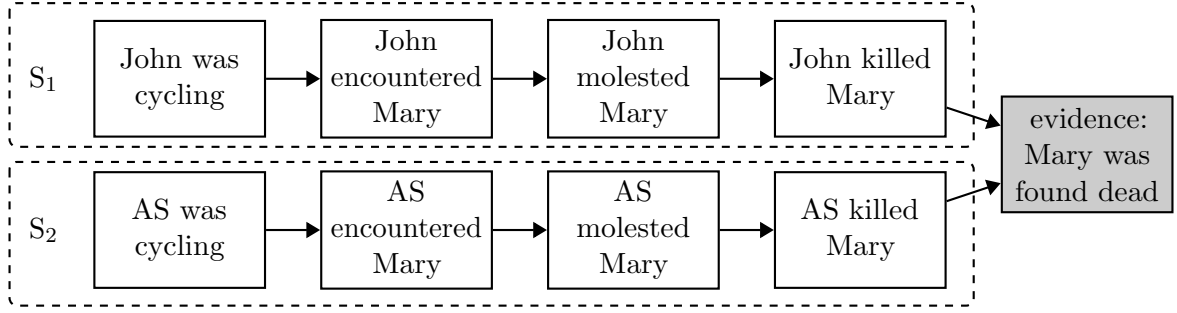 S1
John was
cycling
John
encountered
Mary
John
molested
Mary
John killed
Mary
S2
AS was
cycling
AS
encountered
Mary
AS
molested
Mary
AS killed
Mary
evidence:
Mary was
found dead